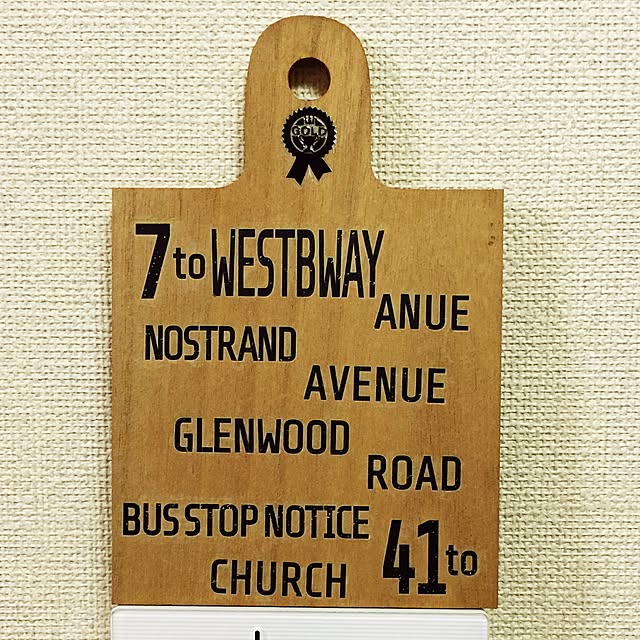 GOLD
7 to WESTBWAY
ANUE
NOSTRAND
AVENUE
GLENWOOD
ROAD
BUS STOP NOTICE
41 to
CHURCH